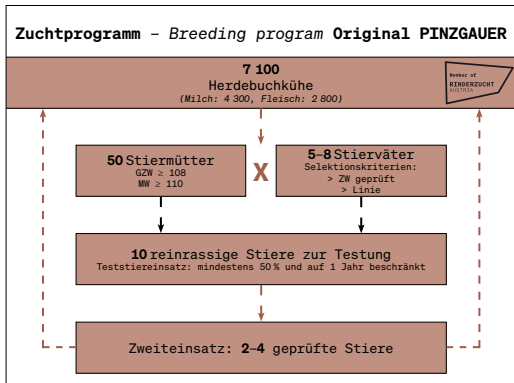 Zuchtprogramm – Breeding program Original PINZGAUER
7 100
Herdebuchkühe
(Milch: 4 300, Fleisch: 2 800)
Member of
RINDERZUCHT
AUSTRIA
50 Stiermütter
GZW ≥ 108
MW ≥ 110
X
5–8 Stierväter
Selektionskriterien:
> ZW geprüft
> Linie
10 reinrassige Stiere zur Testung
Teststiereinsatz: mindestens 50 % und auf 1 Jahr beschränkt
Zweiteinsatz: 2–4 geprüfte Stiere